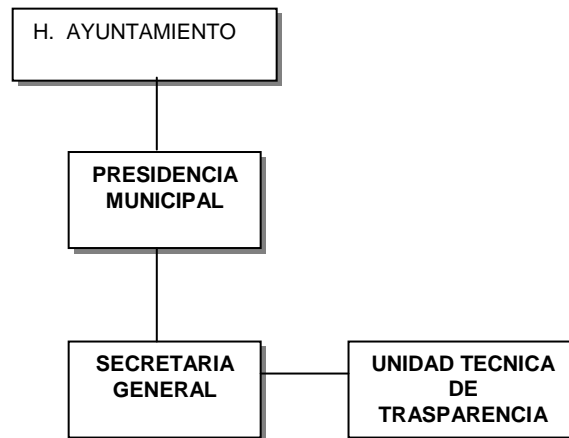 H. AYUNTAMIENTO
PRESIDENCIA
MUNICIPAL
SECRETARIA
GENERAL
UNIDAD TECNICA
DE
TRASPARENCIA